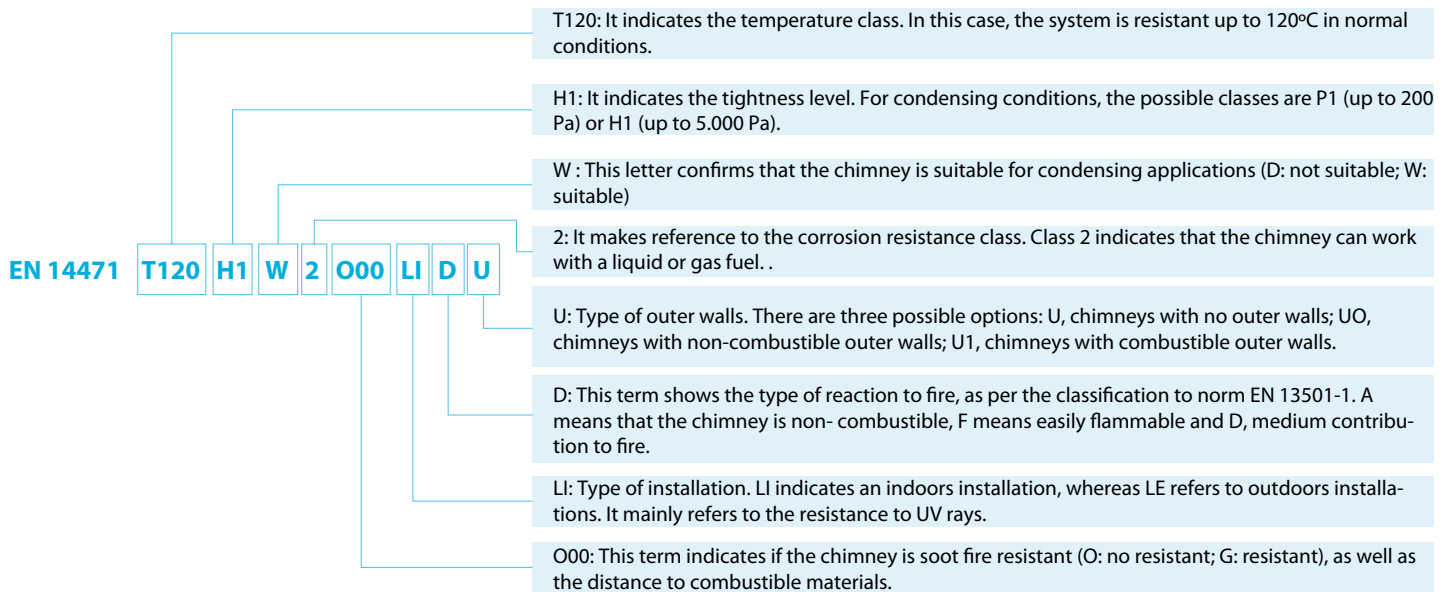 T120: It indicates the temperature class. In this case, the system is resistant up to 120ºC in normal
conditions.
H1: It indicates the tightness level. For condensing conditions, the possible classes are P1 (up to 200
Pa) or H1 (up to 5.000 Pa).
W : This letter confirms that the chimney is suitable for condensing applications (D: not suitable; W:
suitable)
2: It makes reference to the corrosion resistance class. Class 2 indicates that the chimney can work
with a liquid or gas fuel. .
EN 14471 T120 H1 W 2 O00 LI D U
U: Type of outer walls. There are three possible options: U, chimneys with no outer walls; UO,
chimneys with non-combustible outer walls; U1, chimneys with combustible outer walls.
D: This term shows the type of reaction to fire, as per the classification to norm EN 13501-1. A
means that the chimney is non- combustible, F means easily flammable and D, medium contribu-
tion to fire.
LI: Type of installation. LI indicates an indoors installation, whereas LE refers to outdoors installa-
tions. It mainly refers to the resistance to UV rays.
O00: This term indicates if the chimney is soot fire resistant (O: no resistant; G: resistant), as well as
the distance to combustible materials.